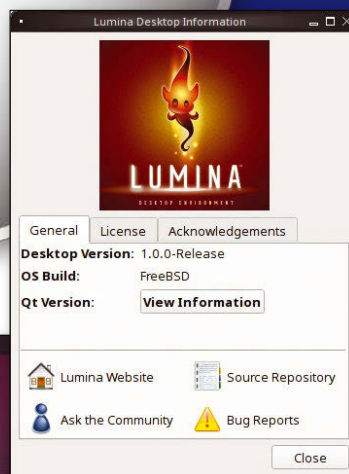 Lumina Desktop Information
LUMINA
DESKTOP ENVIRONMENT
General License Acknowledgements
Desktop Version: 1.0.0-Release
OS Build: FreeBSD
Qt Version: View Information
Lumina Website Source Repository
Ask the Community Bug Reports
Close